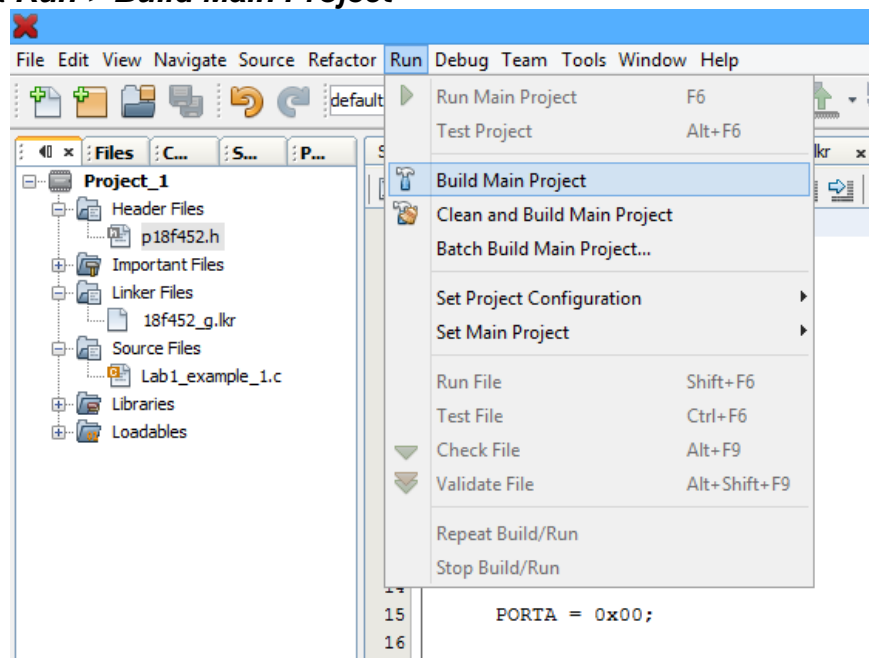 Run > Build Main Project
File Edit View Navigate Source Refactor Run Debug Team Tools Window Help
default
Run Main Project F6
Test Project Alt+F6
Files C... S... P...
lkr x
Project_1
Build Main Project
Header Files
Clean and Build Main Project
p18f452.h
Batch Build Main Project...
Important Files
Linker Files
Set Project Configuration
18f452_g.lkr
Set Main Project
Source Files
Lab1_example_1.c
Run File Shift+F6
Libraries
Test File Ctrl+F6
Loadables
Check File Alt+F9
Validate File Alt+Shift+F9
Repeat Build/Run
Stop Build/Run
14
15 PORTA = 0x00;
16